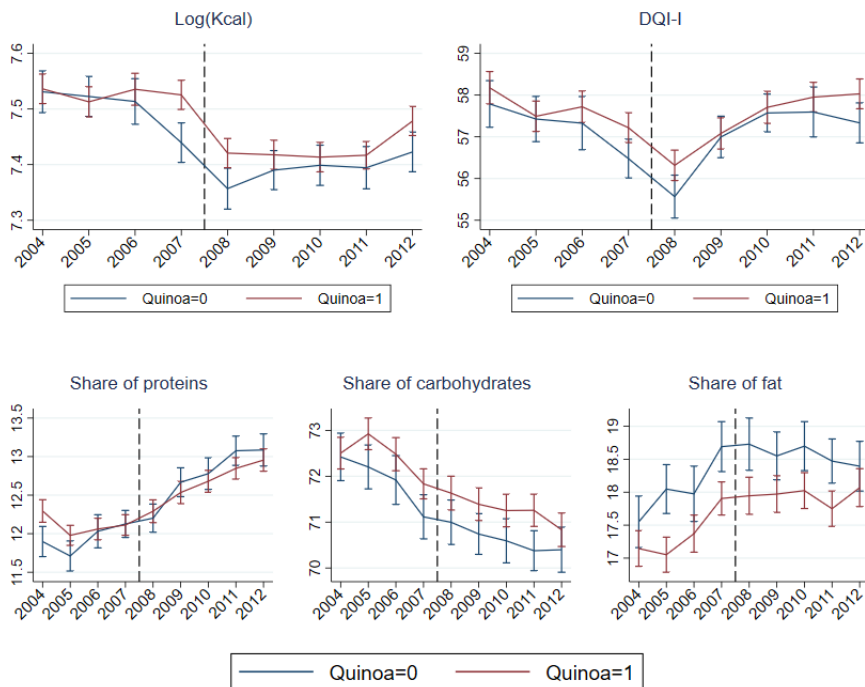 Log(Kcal) DQI-I
7.6 59
7.5 58
57
7.4 56
7.3 55
2004 2005 2006 2007 2008 2009 2010 2011 2012 2004 2005 2006 2007 2008 2009 2010 2011 2012
Quinoa=0 Quinoa=1 Quinoa=0 Quinoa=1
Share of proteins Share of carbohydrates Share of fat
13.5 73 19
13 18.5
12.5 72 18
12 71 17.5
11.5 70 17
2004 2005 2006 2007 2008 2009 2010 2011 2012 2004 2005 2006 2007 2008 2009 2010 2011 2012 2004 2005 2006 2007 2008 2009 2010 2011 2012
Quinoa=0 Quinoa=1